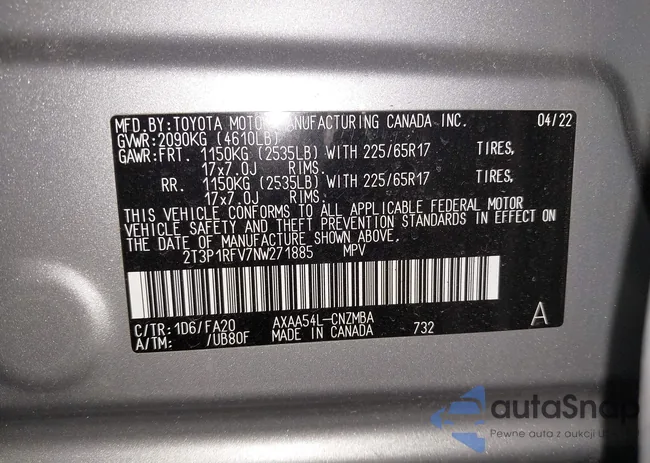 MFD.BY:TOYOTA MOTOR MANUFACTURING CANADA INC. 04/22
GVWR:2090KG (4610LB)
GAWR:FRT. 1150KG (2535LB) WITH 225/65R17 TIRES,
17x7.0J RIMS.
RR. 1150KG (2535LB) WITH 225/65R17 TIRES,
17x7.0J RIMS.
THIS VEHICLE CONFORMS TO ALL APPLICABLE FEDERAL MOTOR
VEHICLE SAFETY AND THEFT PREVENTION STANDARDS IN EFFECT ON
THE DATE OF MANUFACTURE SHOWN ABOVE.
2T3P1RFV7NW271885 MPV
C/TR:1D6/FA20 AXAA54L-CNZMBA
A/TM: /UB80F MADE IN CANADA 732 A
autaSnap
Pewne auta z aukcji